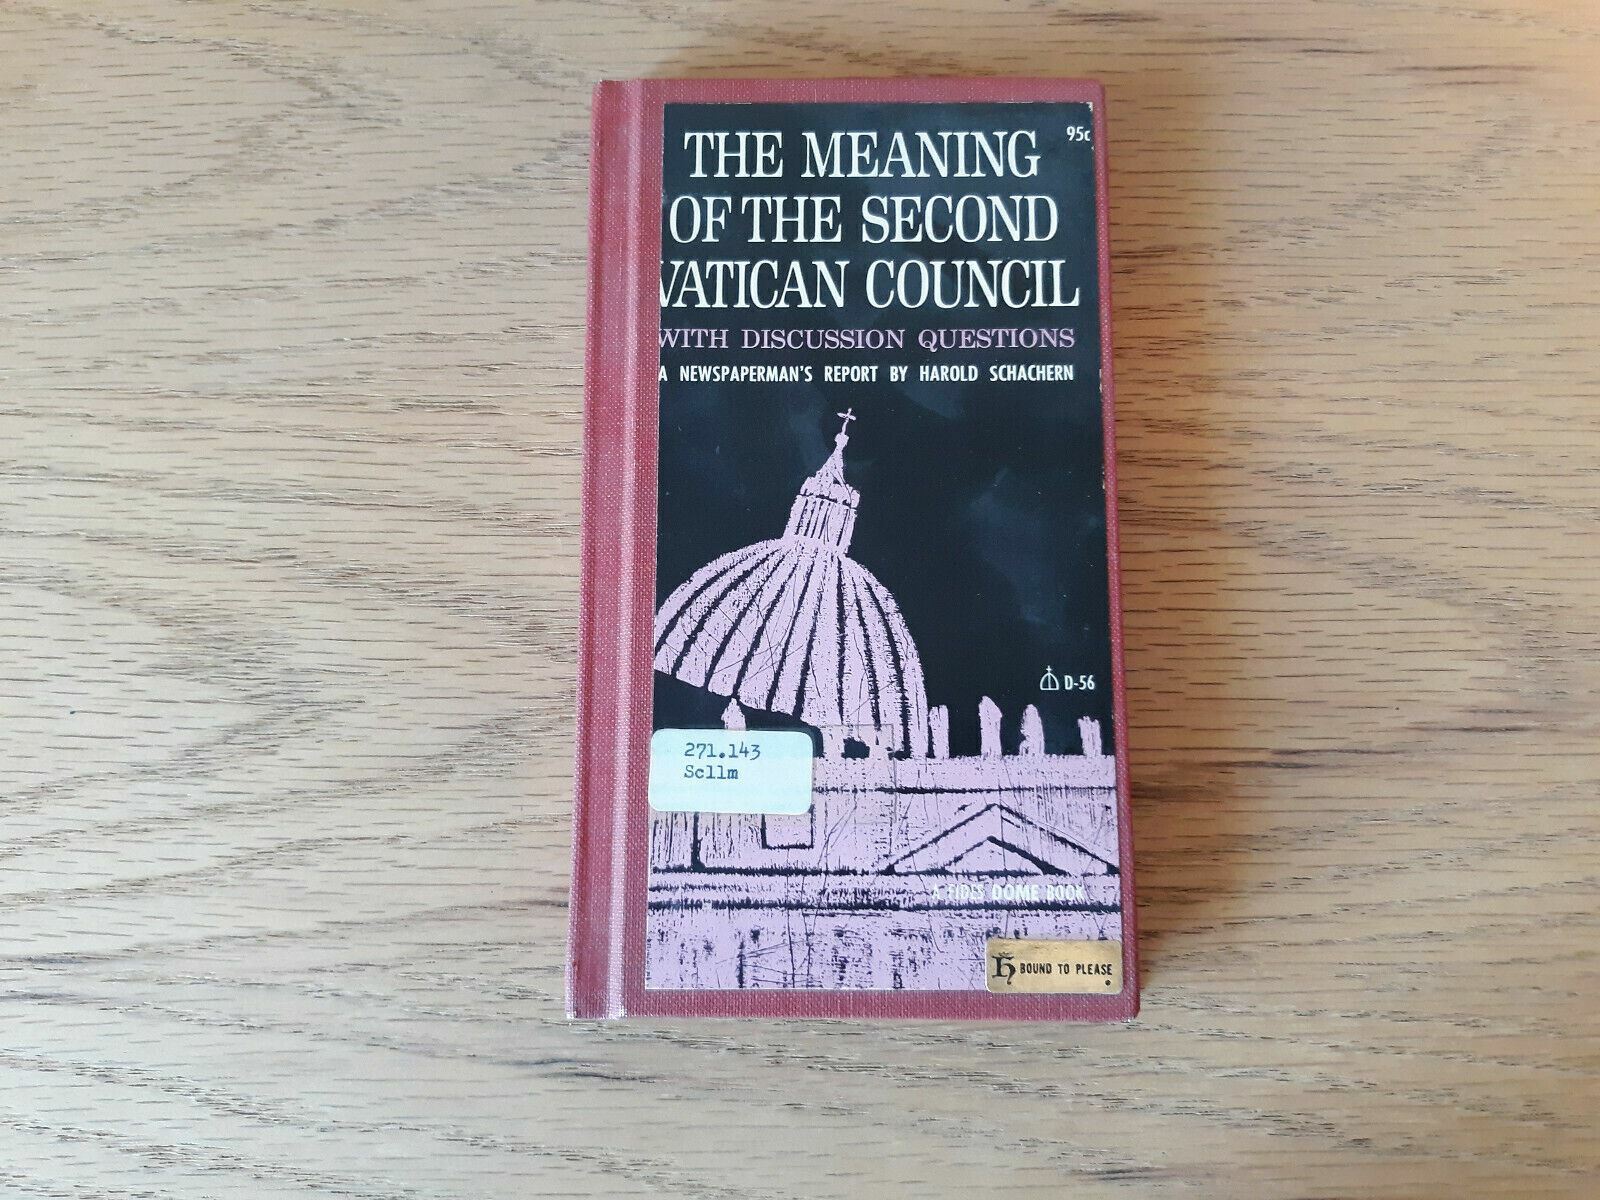 95c
THE MEANING
OF THE SECOND
VATICAN COUNCIL
WITH DISCUSSION QUESTIONS
A NEWSPAPERMAN'S REPORT BY HAROLD SCHACHERN
D-56
271.143
Scllm
A FIDES DOME BOOK
BOUND TO PLEASE